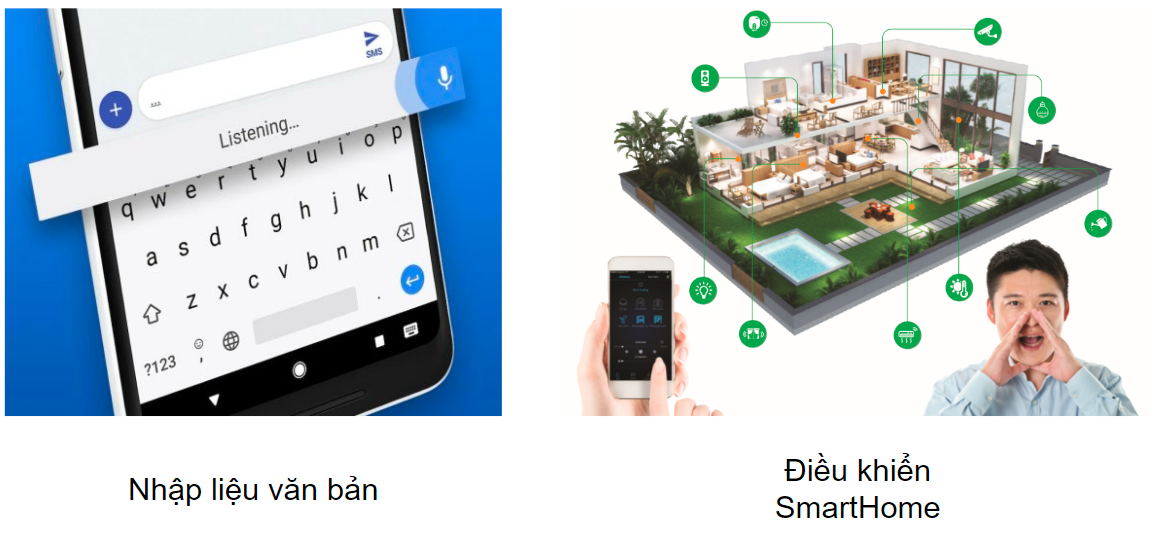 SMS
...
Listening...
q w e r t y u i o p
a s d f g h j k l
z x c v b n m
?123 , .
Nhập liệu văn bản
Điều khiển
SmartHome